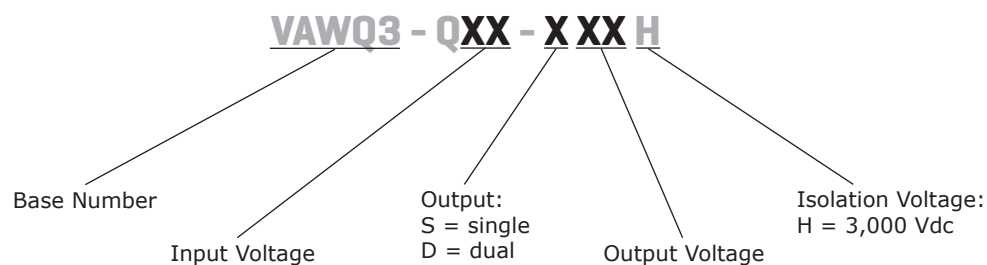 VAWQ3 - QXX - X XX H
Base Number
Input Voltage
Output:
S = single
D = dual
Output Voltage
Isolation Voltage:
H = 3,000 Vdc